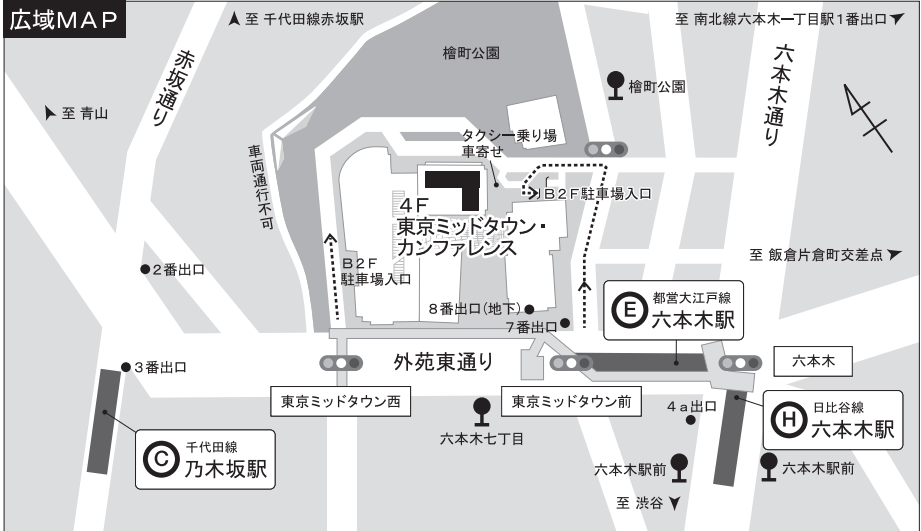 広域MAP
至 千代田線赤坂駅
至 南北線六本木一丁目駅1番出口
檜町公園
赤坂通り
六本木通り
檜町公園
至 青山
タクシー乗り場
車寄せ
車両通行不可
B2F駐車場入口
4F
東京ミッドタウン・
カンファレンス
至 飯倉片倉町交差点
2番出口
B2F
駐車場入口
8番出口(地下)
7番出口
E
都営大江戸線
六本木駅
3番出口
外苑東通り
六本木
東京ミッドタウン西
東京ミッドタウン前
4a出口
H
日比谷線
六本木駅
六本木七丁目
C
千代田線
乃木坂駅
六本木駅前
六本木駅前
至 渋谷